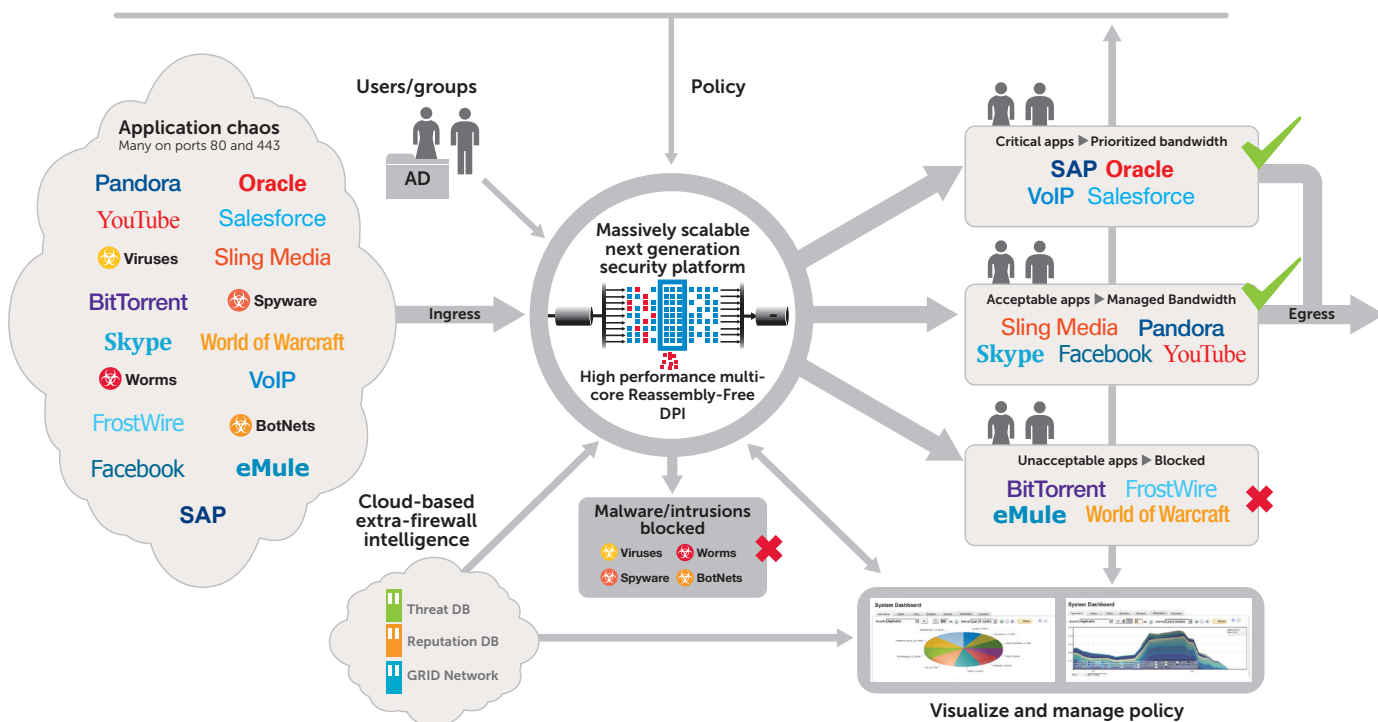 Users/groups
Policy
AD
Application chaos
Many on ports 80 and 443
Pandora Oracle
YouTube Salesforce
Viruses Sling Media
BitTorrent Spyware
Skype World of Warcraft
Worms VoIP
FrostWire BotNets
Facebook eMule
SAP
Ingress
Massively scalable
next generation
security platform
High performance multi-
core Reassembly-Free
DPI
Critical apps ▶ Prioritized bandwidth
SAP Oracle
VoIP Salesforce
Acceptable apps ▶ Managed Bandwidth
Sling Media Pandora
Skype Facebook YouTube
Egress
Unacceptable apps ▶ Blocked
BitTorrent FrostWire
eMule World of Warcraft
Malware/intrusions
blocked
Viruses Worms
Spyware BotNets
Cloud-based
extra-firewall
intelligence
Threat DB
Reputation DB
GRID Network
System Dashboard
System Dashboard
Visualize and manage policy